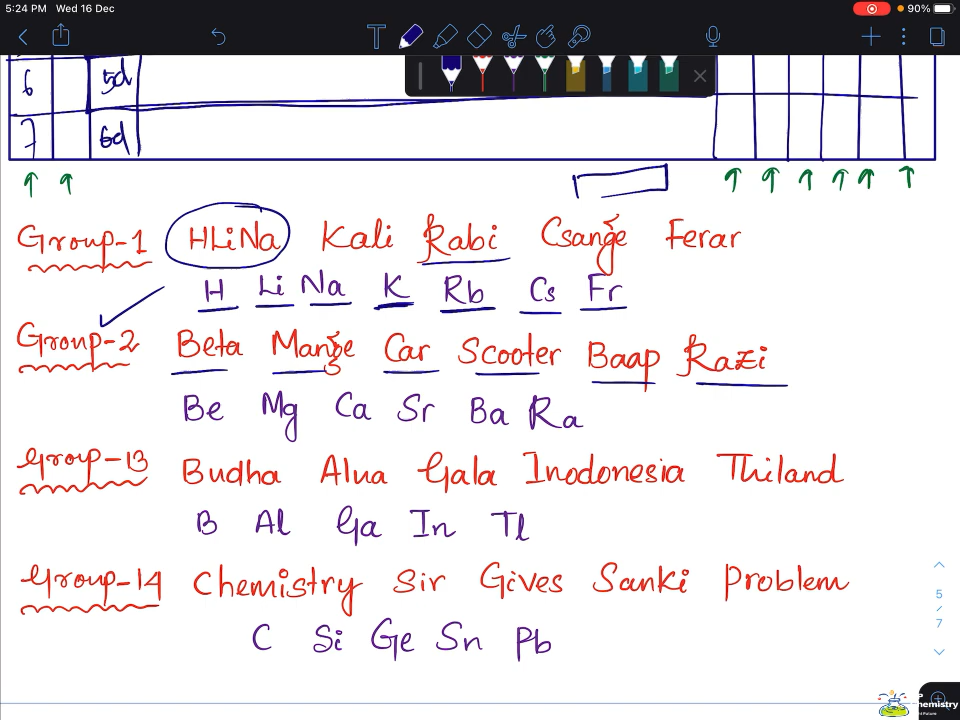 5:24 PM Wed 16 Dec 90%
6 5d
7 6d
Group-1 HLiNa Kali Rabi Csange Ferar
H Li Na K Rb Cs Fr
Group-2 Beta Mange Car Scooter Baap Razi
Be Mg Ca Sr Ba Ra
Group-13 Budha Alua Gala Inodonesia Thiland
B Al Ga In Tl
Group-14 Chemistry Sir Gives Sanki Problem
C Si Ge Sn Pb
5
/
7